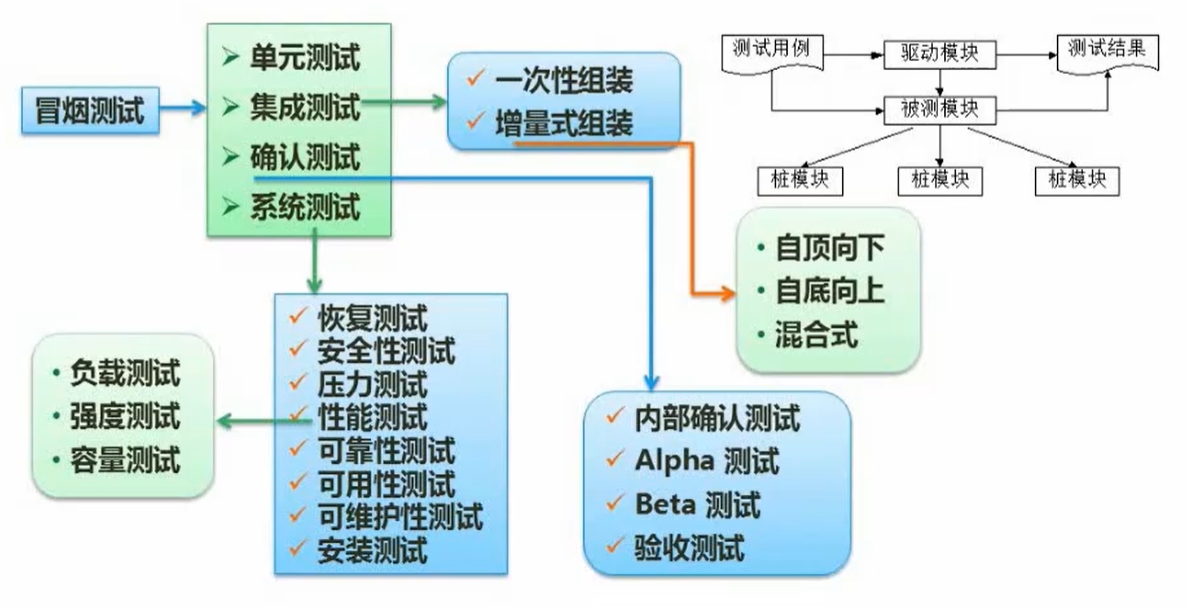 冒烟测试
单元测试
集成测试
确认测试
系统测试
一次性组装
增量式组装
测试用例
驱动模块
测试结果
被测模块
桩模块
桩模块
桩模块
自顶向下
自底向上
混合式
恢复测试
安全性测试
压力测试
性能测试
可靠性测试
可用性测试
可维护性测试
安装测试
负载测试
强度测试
容量测试
内部确认测试
Alpha 测试
Beta 测试
验收测试